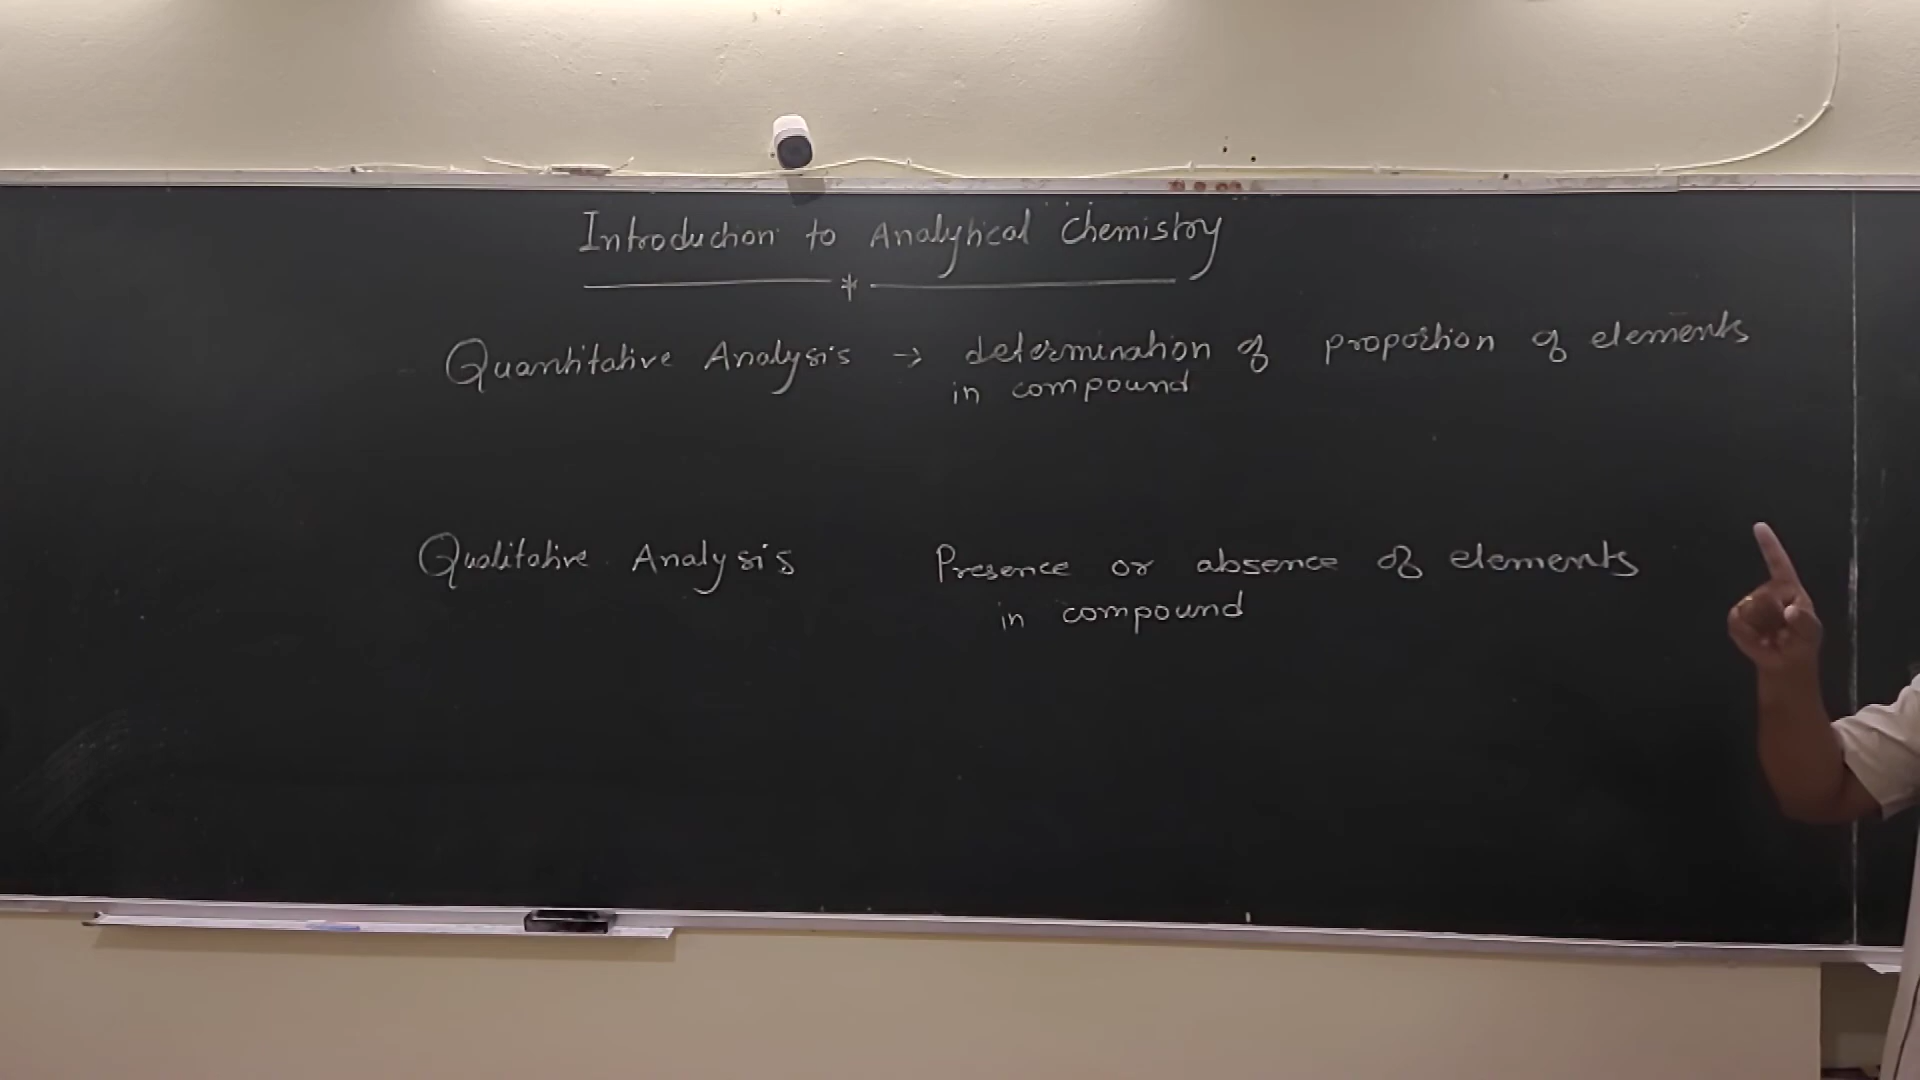 Introduction to Analytical Chemistry
Quantitative Analysis → determination of proportion of elements
in compound
Qualitative Analysis Presence or absence of elements
in compound